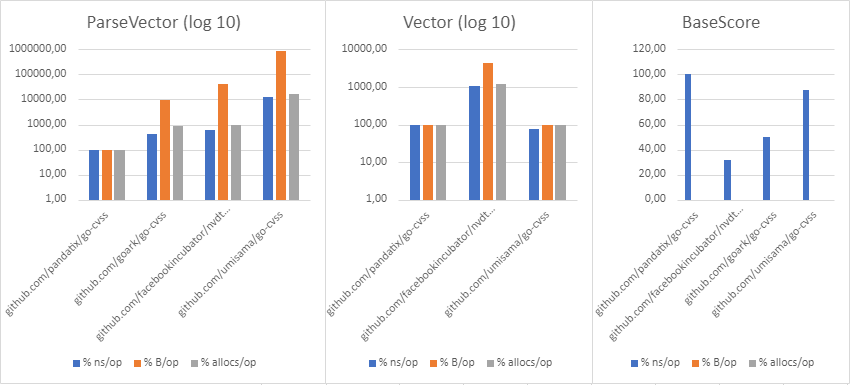 ParseVector (log 10)
1000000,00
100000,00
10000,00
1000,00
100,00
10,00
1,00
github.com/pandatix/go-cvss
github.com/goark/go-cvss
github.com/facebookincubator/nvdt...
github.com/umisama/go-cvss
% ns/op % B/op % allocs/op
Vector (log 10)
10000,00
1000,00
100,00
10,00
1,00
github.com/pandatix/go-cvss
github.com/facebookincubator/nvdt...
github.com/umisama/go-cvss
% ns/op % B/op % allocs/op
BaseScore
120,00
100,00
80,00
60,00
40,00
20,00
0,00
github.com/pandatix/go-cvss
github.com/facebookincubator/nvdt...
github.com/goark/go-cvss
github.com/umisama/go-cvss
% ns/op % B/op % allocs/op